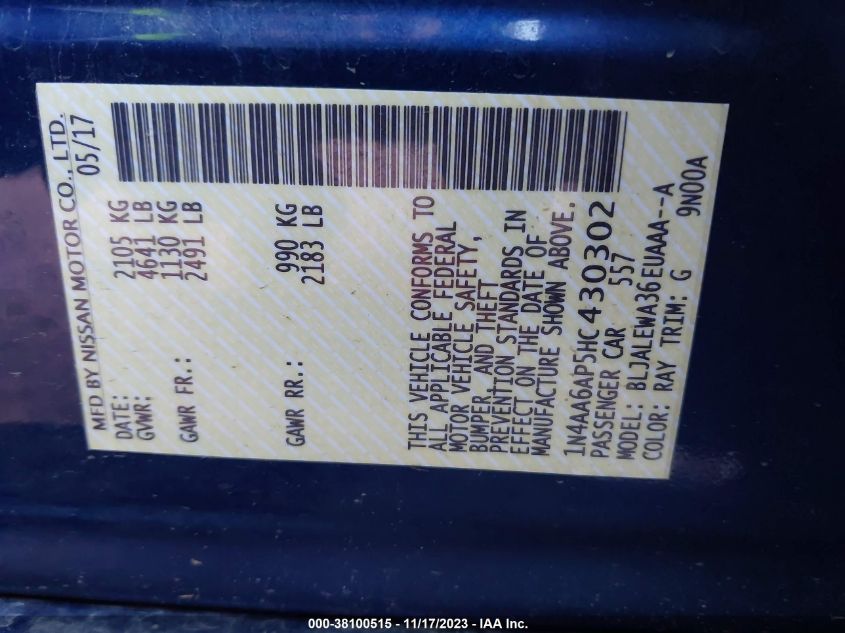 MFD BY NISSAN MOTOR CO., LTD.
DATE: 05/17
GVWR: 2105 KG
4641 LB
GAWR FR.: 1130 KG
2491 LB
GAWR RR.: 990 KG
2183 LB
THIS VEHICLE CONFORMS TO
ALL APPLICABLE FEDERAL
MOTOR VEHICLE SAFETY,
BUMPER, AND THEFT
PREVENTION STANDARDS IN
EFFECT ON THE DATE OF
MANUFACTURE SHOWN ABOVE.
1N4AA6AP5HC430302
PASSENGER CAR 557
MODEL: BLJALEWA36EUAAA--A
COLOR: RAY TRIM: G 9N00A
000-38100515 - 11/17/2023 - IAA Inc.